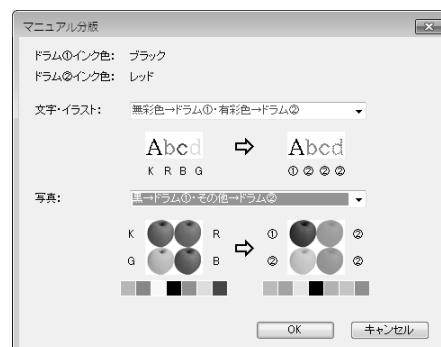 マニュアル分版
ドラム①インク色: ブラック
ドラム②インク色: レッド
文字・イラスト: 無彩色→ドラム①・有彩色→ドラム②
Abcd Abcd
K R B G ① ② ② ②
写真: 黒→ドラム①・その他→ドラム②
K R ① ②
G B ② ②
OK キャンセル